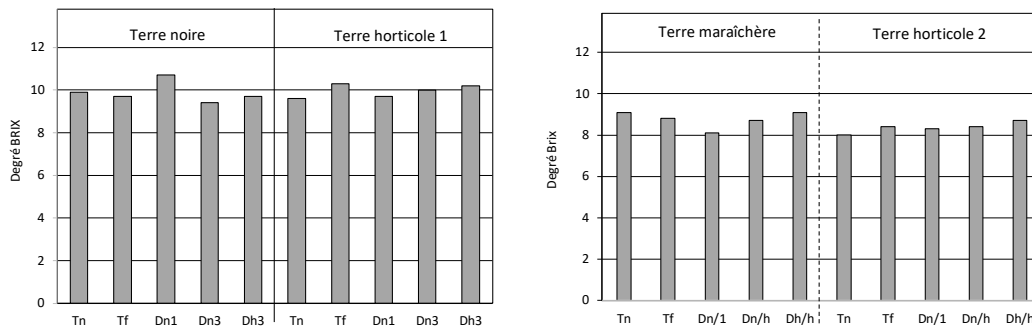 Terre noire Terre horticole 1
12
10
8
6
4
2
0
Degré BRIX
Tn Tf Dn1 Dn3 Dh3 Tn Tf Dn1 Dn3 Dh3
Terre maraîchère Terre horticole 2
12
10
8
6
4
2
0
Degré Brix
Tn Tf Dn/1 Dn/h Dh/h Tn Tf Dn/1 Dn/h Dh/h